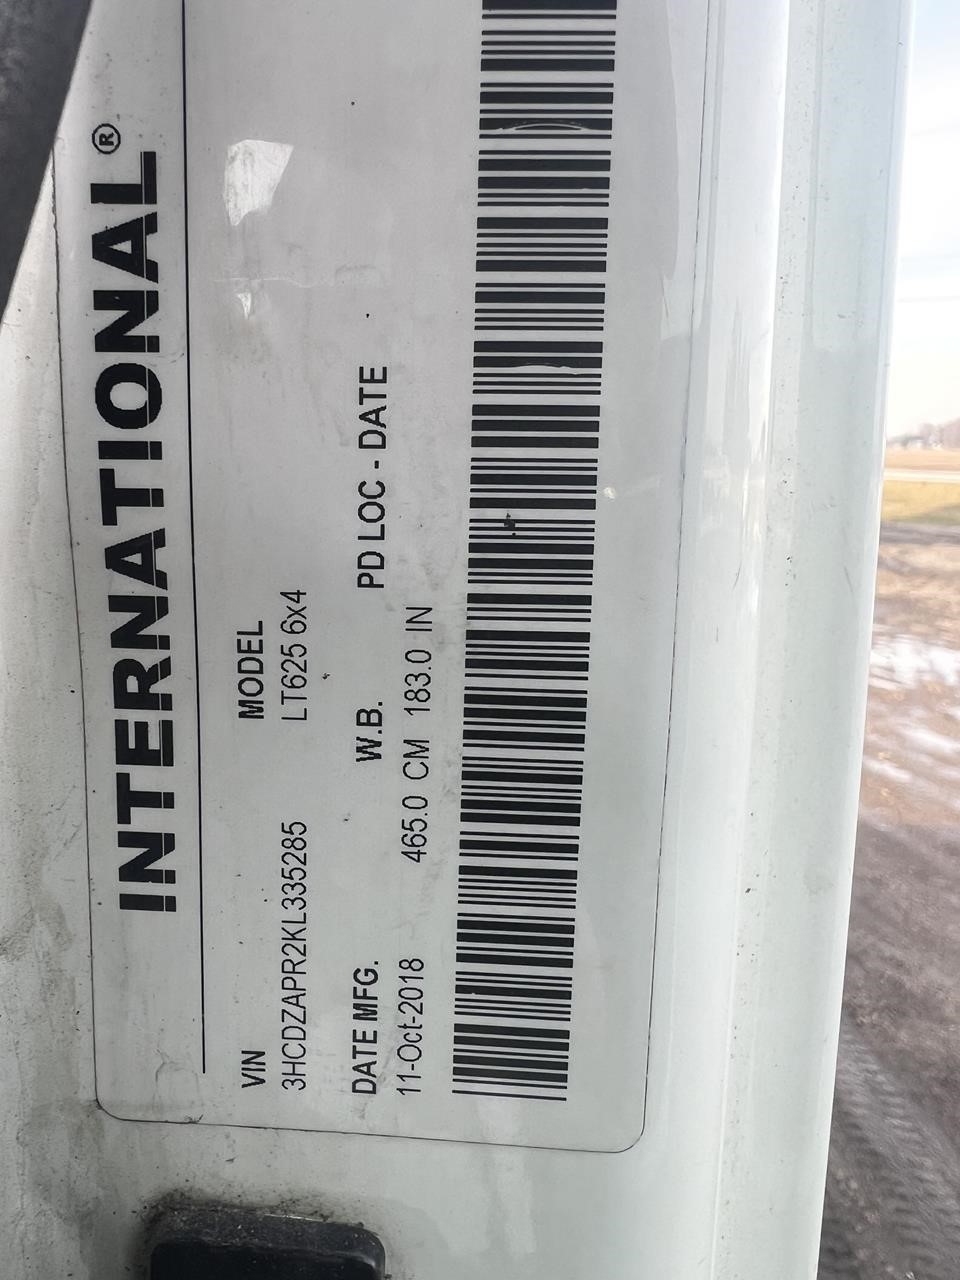 INTERNATIONAL®
VIN MODEL
3HCDZAPR2KL335285 LT625 6x4
DATE MFG. W.B. PD LOC - DATE
11-Oct-2018 465.0 CM 183.0 IN